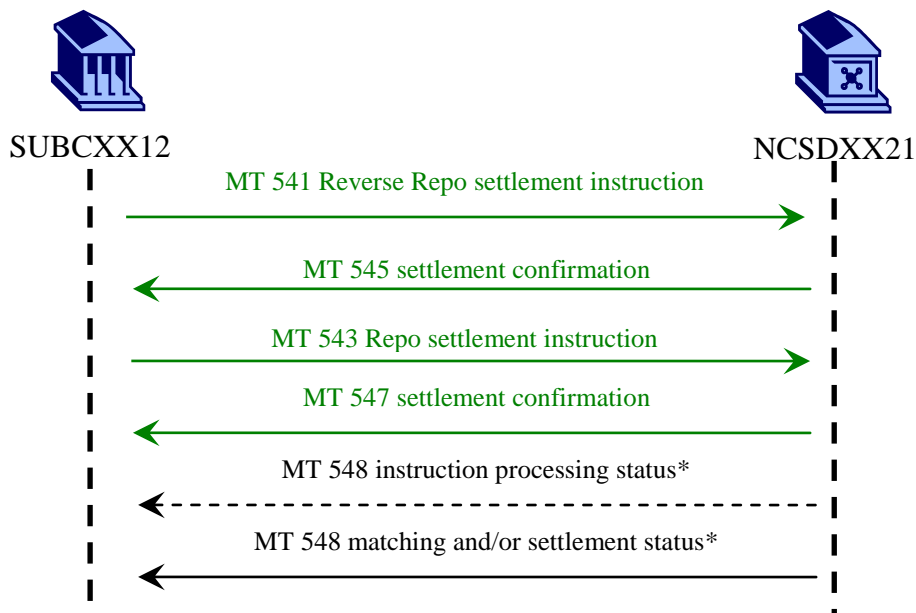 SUBCXX12
NCSDXX21
MT 541 Reverse Repo settlement instruction
MT 545 settlement confirmation
MT 543 Repo settlement instruction
MT 547 settlement confirmation
MT 548 instruction processing status*
MT 548 matching and/or settlement status*